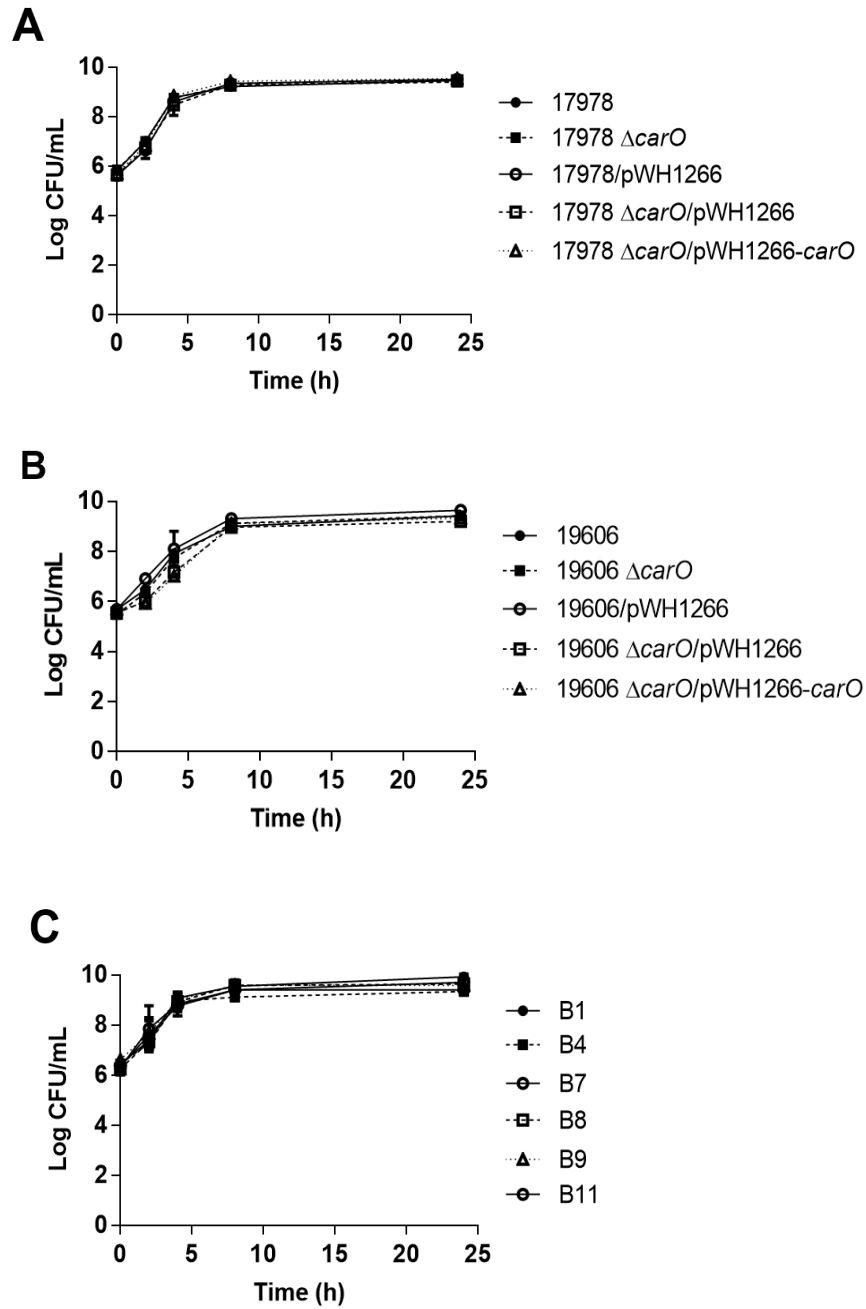 A
10
8
6
4
2
0
Log CFU/mL
0 5 10 15 20 25
Time (h)
17978
17978 ΔcarO
17978/pWH1266
17978 ΔcarO/pWH1266
17978 ΔcarO/pWH1266-carO
B
10
8
6
4
2
0
Log CFU/mL
0 5 10 15 20 25
Time (h)
19606
19606 ΔcarO
19606/pWH1266
19606 ΔcarO/pWH1266
19606 ΔcarO/pWH1266-carO
C
10
8
6
4
2
0
Log CFU/mL
0 5 10 15 20 25
Time (h)
B1
B4
B7
B8
B9
B11